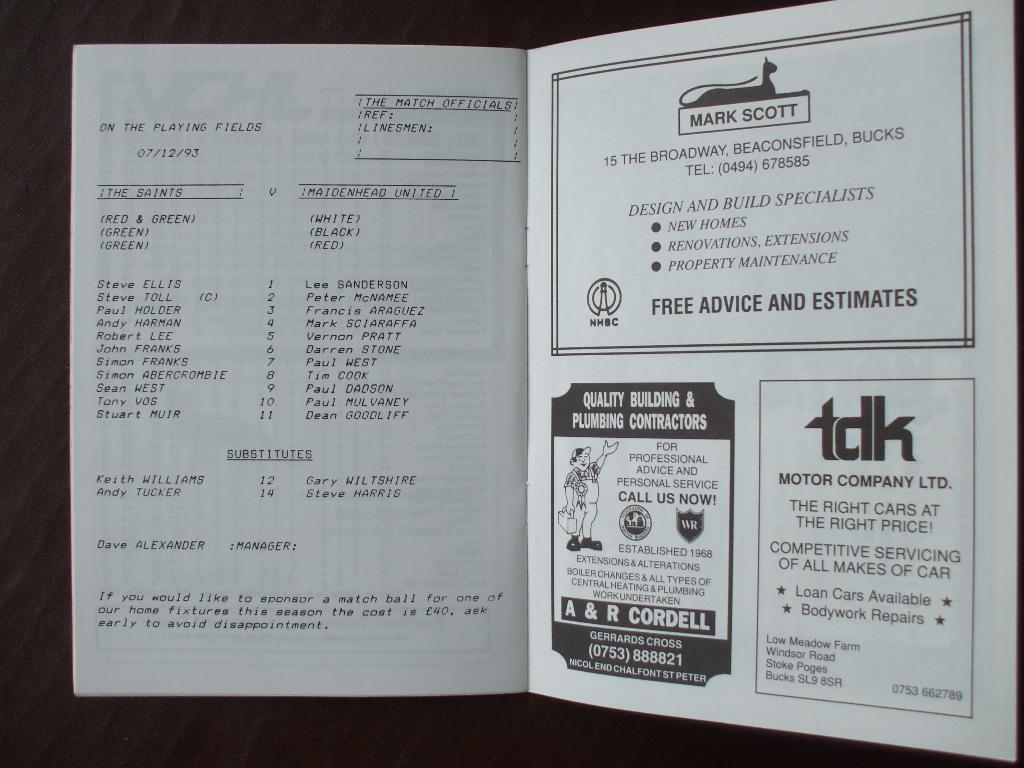 THE MATCH OFFICIALS
REF:
LINESMEN:
ON THE PLAYING FIELDS
07/12/93
THE SAINTS V MAIDENHEAD UNITED
(RED & GREEN) (WHITE)
(GREEN) (BLACK)
(GREEN) (RED)
Steve ELLIS 1 Lee SANDERSON
Steve TOLL (C) 2 Peter McNAMEE
Paul HOLDER 3 Francis ARAGUEZ
Andy HARMAN 4 Mark SCIARAFFA
Robert LEE 5 Vernon PRATT
John FRANKS 6 Darren STONE
Simon FRANKS 7 Paul WEST
Simon ABERCROMBIE 8 Tim COOK
Sean WEST 9 Paul DADSON
Tony VOS 10 Paul MULVANEY
Stuart MUIR 11 Dean GOODLIFF
SUBSTITUTES
Keith WILLIAMS 12 Gary WILTSHIRE
Andy TUCKER 14 Steve HARRIS
Dave ALEXANDER :MANAGER:
If you would like to sponsor a match ball for one of
our home fixtures this season the cost is £40, ask
early to avoid disappointment.
MARK SCOTT
15 THE BROADWAY, BEACONSFIELD, BUCKS
TEL: (0494) 678585
DESIGN AND BUILD SPECIALISTS
● NEW HOMES
● RENOVATIONS, EXTENSIONS
● PROPERTY MAINTENANCE
NHBC
FREE ADVICE AND ESTIMATES
QUALITY BUILDING &
PLUMBING CONTRACTORS
FOR
PROFESSIONAL
ADVICE AND
PERSONAL SERVICE
CALL US NOW!
WR
ESTABLISHED 1968
EXTENSIONS & ALTERATIONS
BOILER CHANGES & ALL TYPES OF
CENTRAL HEATING & PLUMBING
WORK UNDERTAKEN
A & R CORDELL
GERRARDS CROSS
(0753) 888821
NICOL END CHALFONT ST PETER
tdk
MOTOR COMPANY LTD.
THE RIGHT CARS AT
THE RIGHT PRICE!
COMPETITIVE SERVICING
OF ALL MAKES OF CAR
★ Loan Cars Available ★
★ Bodywork Repairs ★
Low Meadow Farm
Windsor Road
Stoke Poges
Bucks SL9 8SR
0753 662789